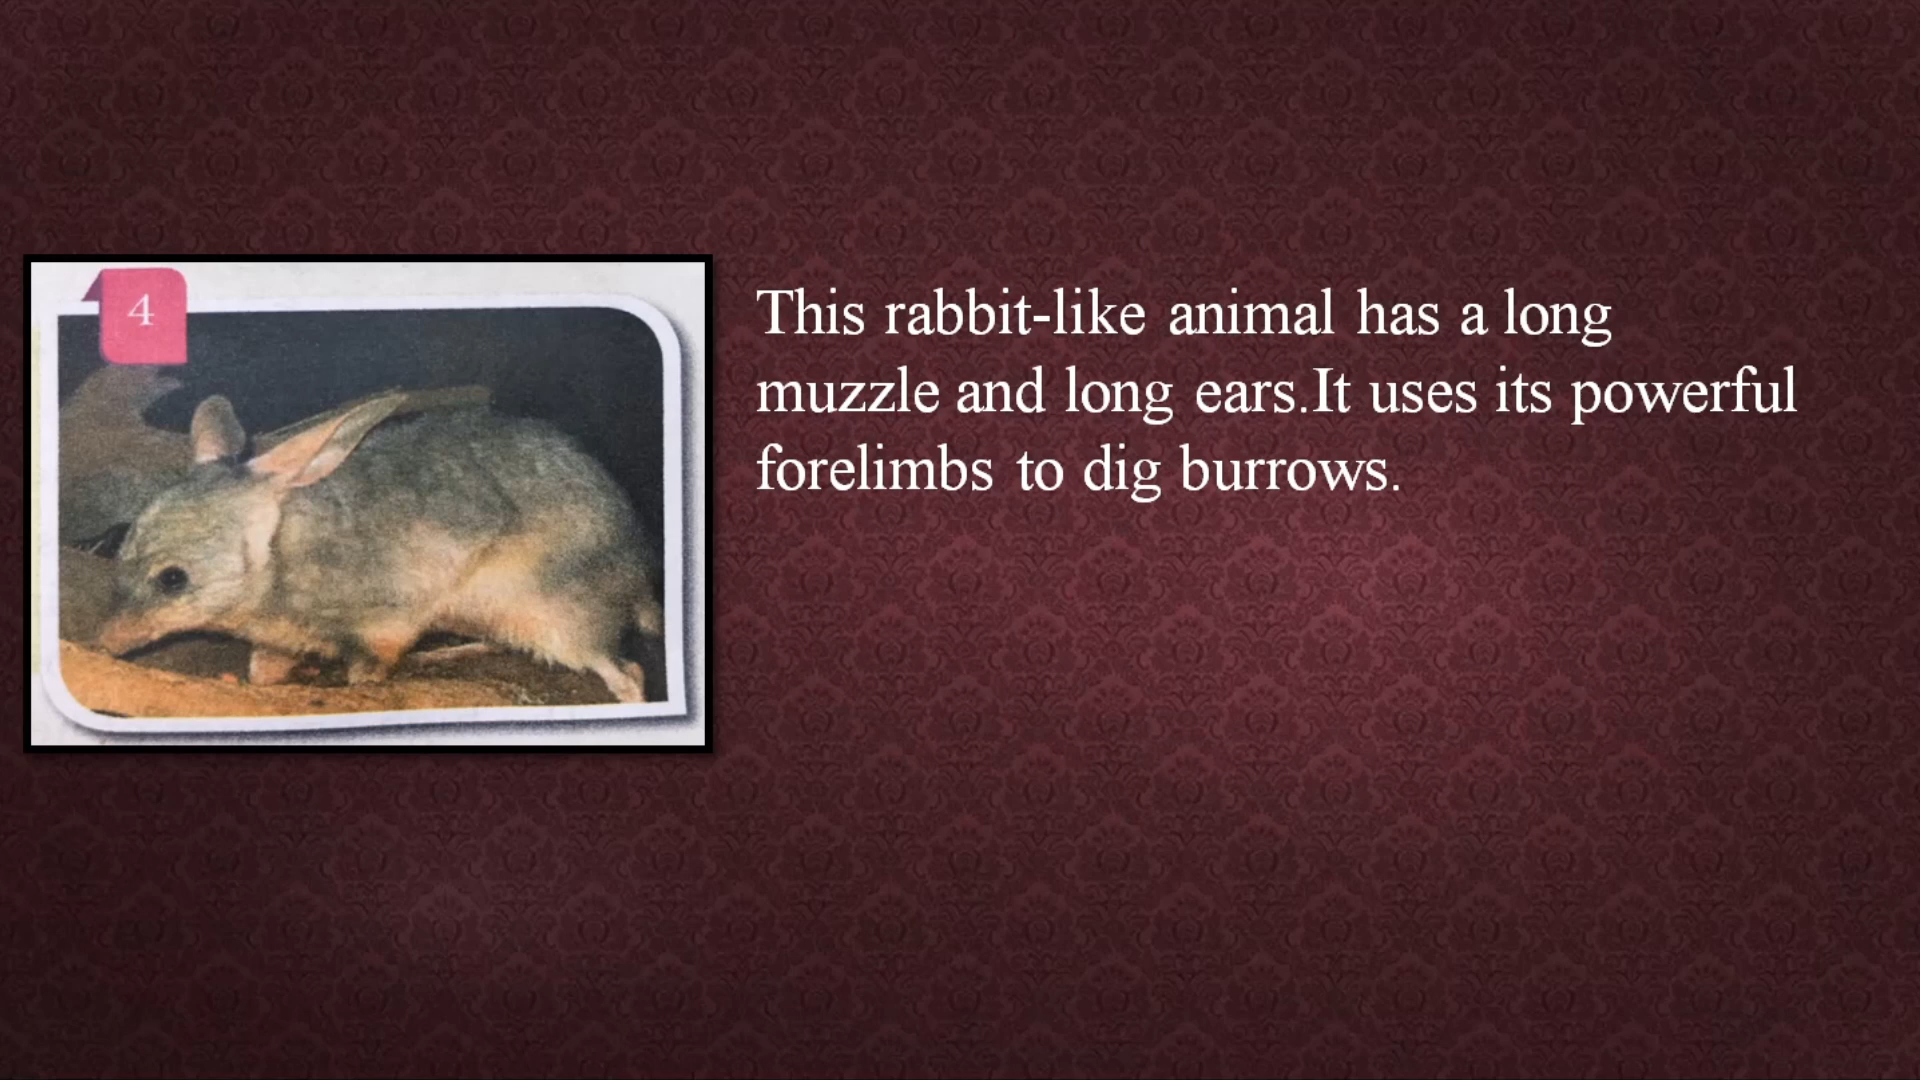 4
This rabbit-like animal has a long
muzzle and long ears.It uses its powerful
forelimbs to dig burrows.